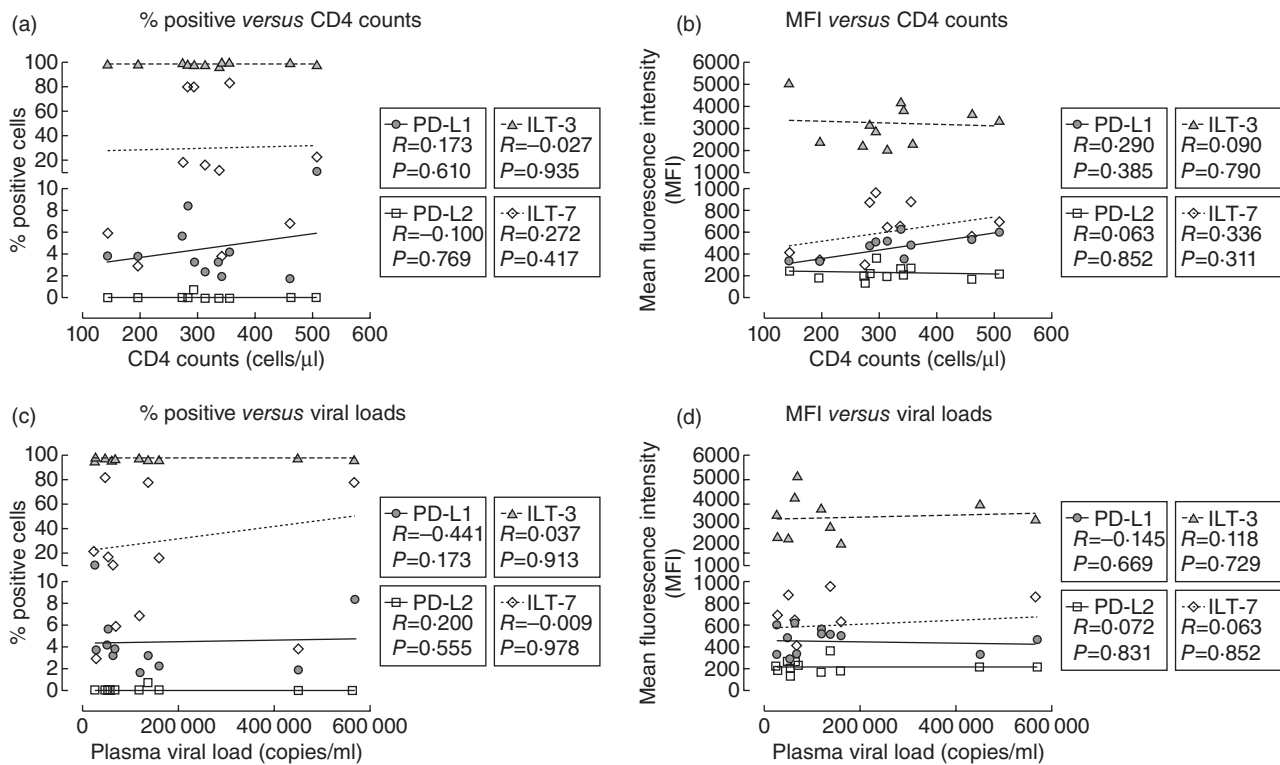 (a) % positive versus CD4 counts
% positive cells
100
80
60
40
20
10
8
6
4
2
0
100 200 300 400 500 600
CD4 counts (cells/µl)
PD-L1
R=0·173
P=0·610
ILT-3
R=−0·027
P=0·935
PD-L2
R=−0·100
P=0·769
ILT-7
R=0·272
P=0·417
(b) MFI versus CD4 counts
Mean fluorescence intensity
(MFI)
6000
5000
4000
3000
2000
1000
1000
800
600
400
200
0
100 200 300 400 500 600
CD4 counts (cells/µl)
PD-L1
R=0·290
P=0·385
ILT-3
R=0·090
P=0·790
PD-L2
R=0·063
P=0·852
ILT-7
R=0·336
P=0·311
(c) % positive versus viral loads
% positive cells
100
80
60
40
20
10
8
6
4
2
0
0 200 000 400 000 600 000
Plasma viral load (copies/ml)
PD-L1
R=−0·441
P=0·173
ILT-3
R=0·037
P=0·913
PD-L2
R=0·200
P=0·555
ILT-7
R=−0·009
P=0·978
(d) MFI versus viral loads
Mean fluorescence intensity
(MFI)
6000
5000
4000
3000
2000
1000
1000
800
600
400
200
0
0 200 000 400 000 600 000
Plasma viral load (copies/ml)
PD-L1
R=−0·145
P=0·669
ILT-3
R=0·118
P=0·729
PD-L2
R=0·072
P=0·831
ILT-7
R=0·063
P=0·852